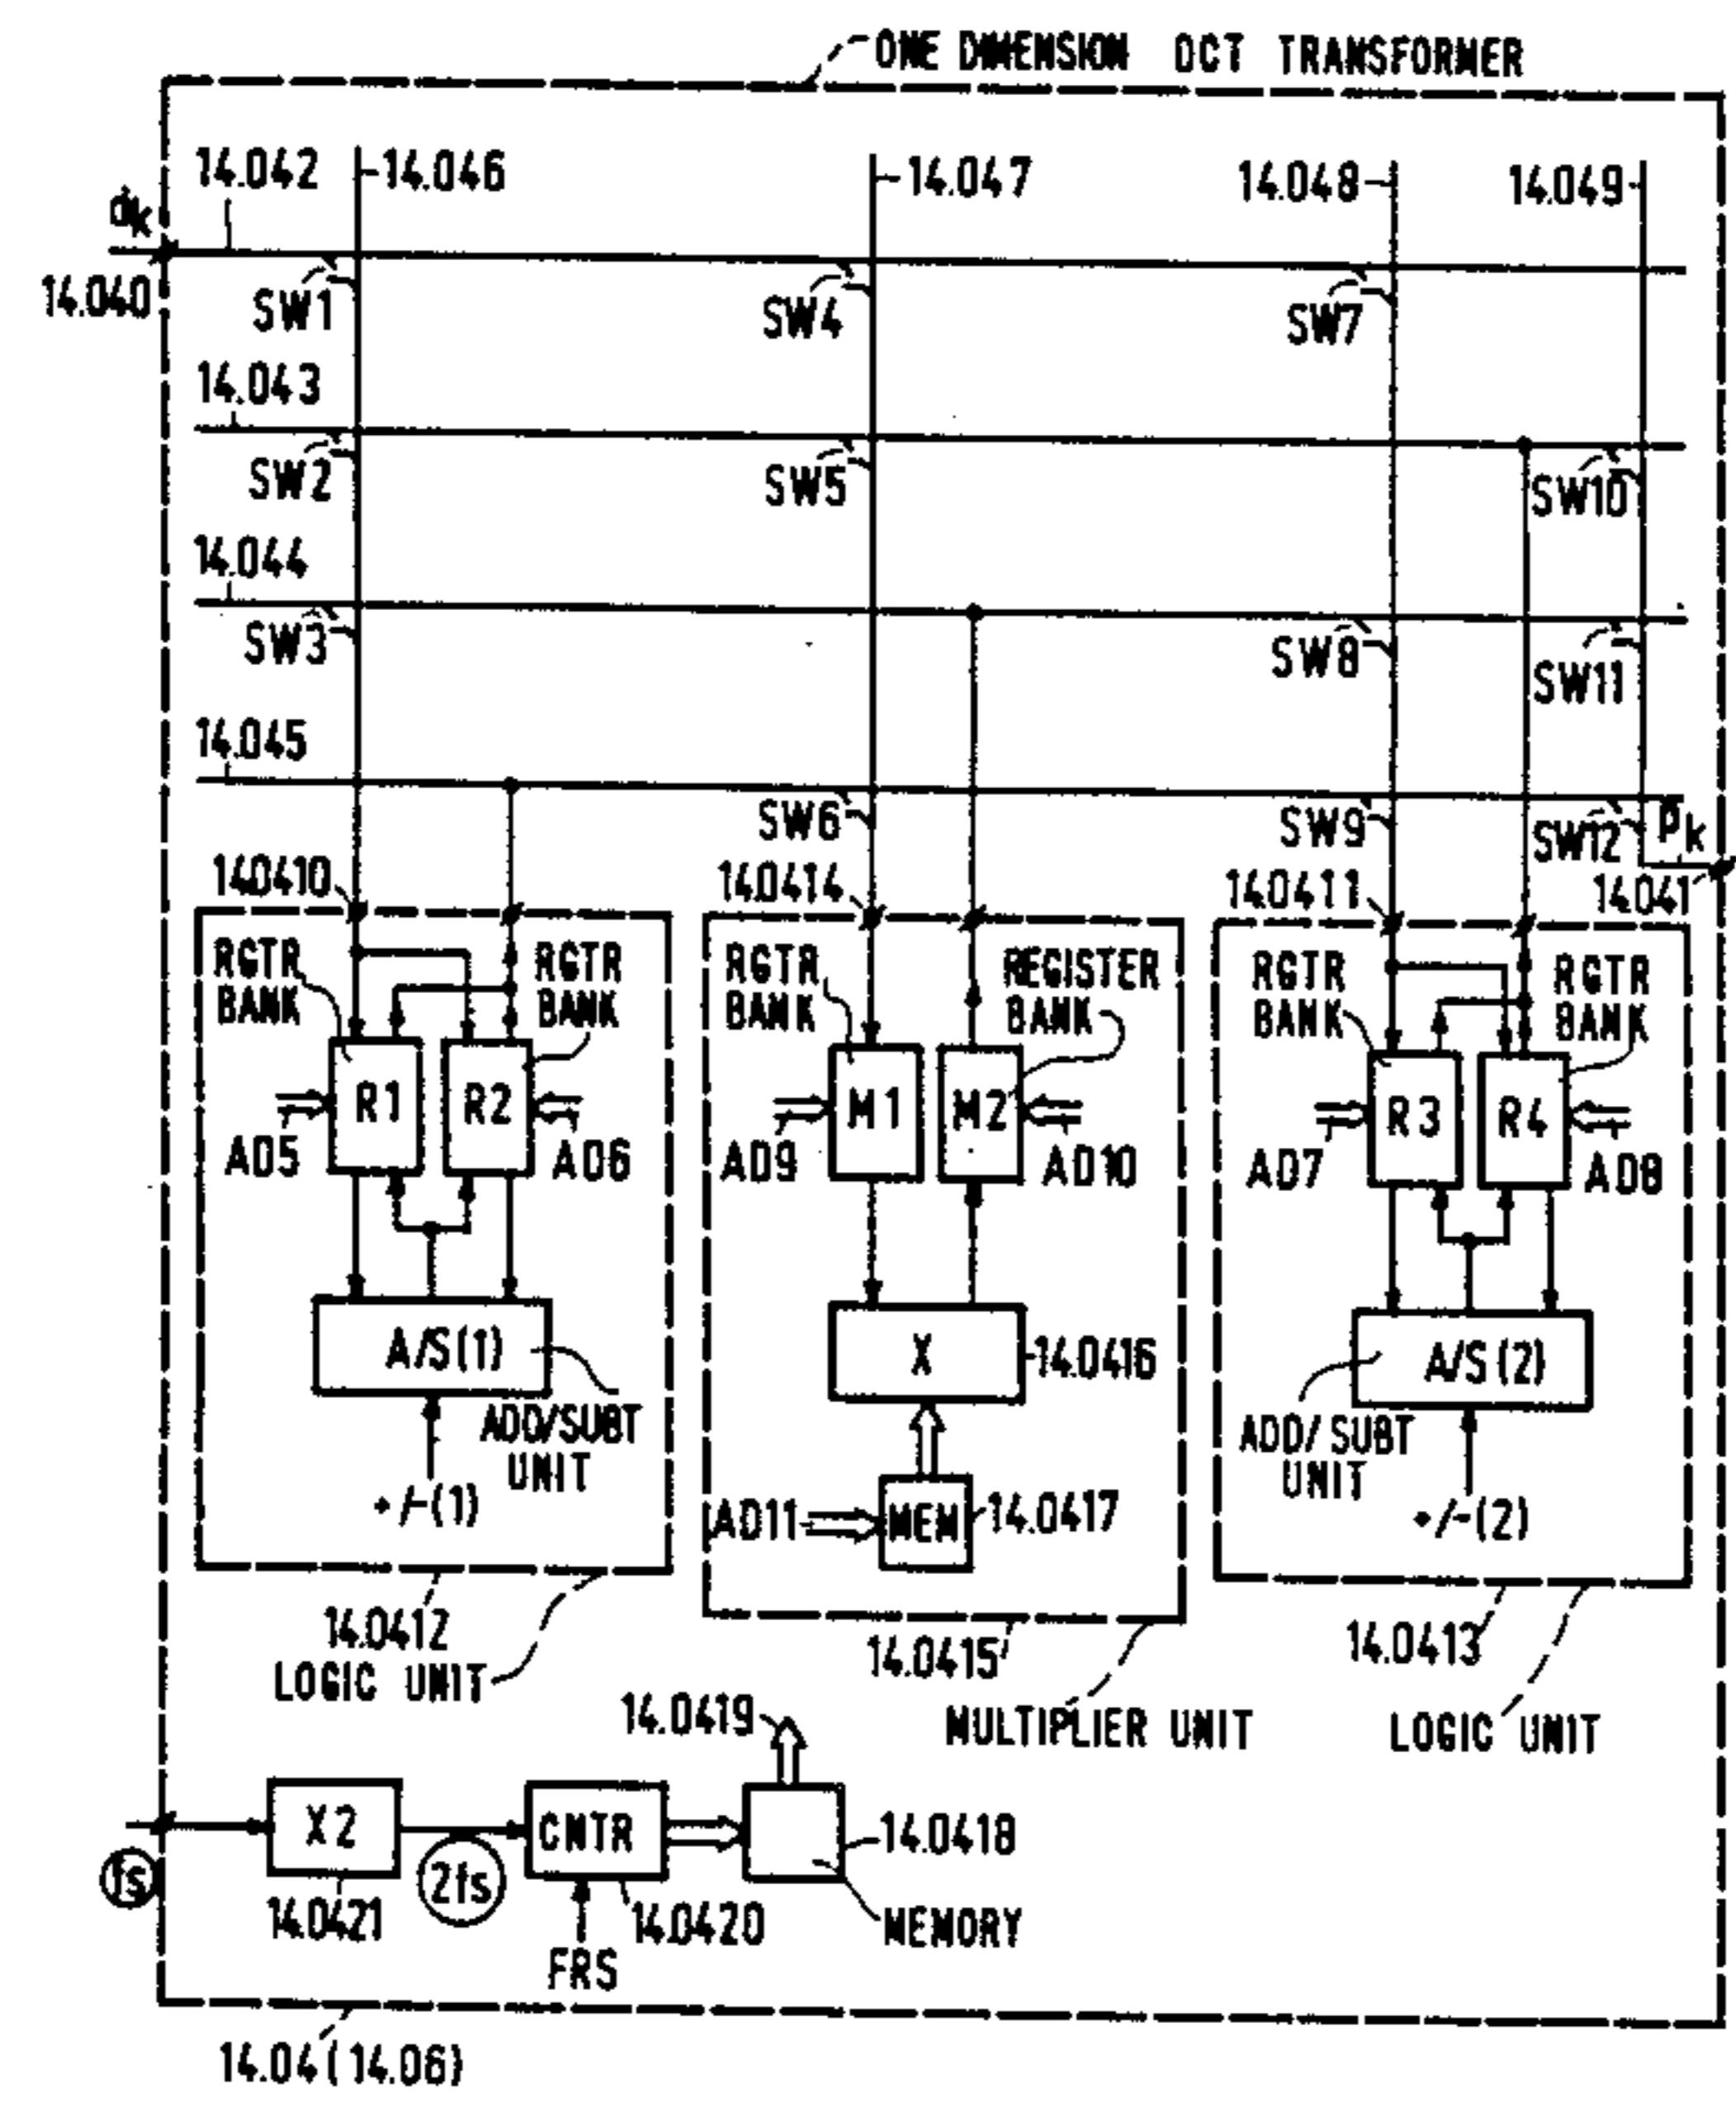 ONE DIMENSION DCT TRANSFORMER
14.042
14.046
14.047
14.048
14.049
dk
14.040
SW1
SW4
SW7
14.043
SW2
SW5
SW10
14.044
SW3
SW8
SW11
14.045
SW6
SW9
SW12
Pk
140410
140414
140411
14.041
RGTR BANK
RGTR BANK
RGTR BANK
REGISTER BANK
RGTR BANK
RGTR BANK
R1
R2
M1
M2
R3
R4
AD5
AD6
AD9
AD10
AD7
AD8
A/S(1)
X
14.0416
A/S(2)
ADD/SUBT UNIT
ADD/SUBT UNIT
+/-(1)
AD11
MEM
14.0417
+/-(2)
14.0412
LOGIC UNIT
14.0415
MULTIPLIER UNIT
14.0413
LOGIC UNIT
14.0419
X2
CNTR
14.0418
fs
2fs
14.0421
14.0420
MEMORY
FRS
14.04(14.06)